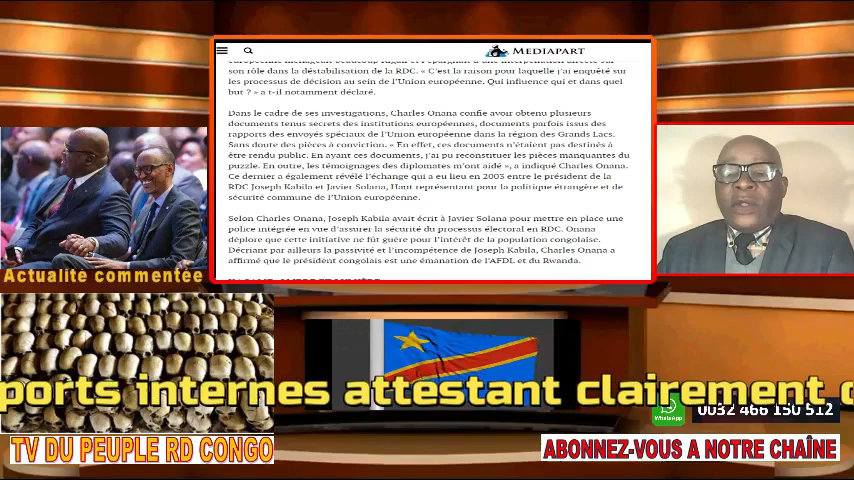 MEDIAPART
son rôle dans la déstabilisation de la RDC. « C'est la raison pour laquelle j'ai enquêté sur
les processus de décision au sein de l'Union européenne. Qui influence qui et dans quel
but ? » a t-il notamment déclaré.
Dans le cadre de ses investigations, Charles Onana confie avoir obtenu plusieurs
documents tenus secrets des institutions européennes, documents parfois issus des
rapports des envoyés spéciaux de l'Union européenne dans la région des Grands Lacs.
Sans doute des pièces à conviction. « En effet, ces documents n'étaient pas destinés à
être rendu public. En ayant ces documents, j'ai pu reconstituer les pièces manquantes du
puzzle. En outre, les témoignages des diplomates m'ont aidé », a indiqué Charles Onana.
Ce dernier a également révélé l'échange qui a eu lieu en 2003 entre le président de la
RDC Joseph Kabila et Javier Solana, Haut représentant pour la politique étrangère et de
sécurité commune de l'Union européenne.
Selon Charles Onana, Joseph Kabila avait écrit à Javier Solana pour mettre en place une
police intégrée en vue d'assurer la sécurité du processus électoral en RDC. Onana
déplore que cette initiative ne fût guère pour l'intérêt de la population congolaise.
Décriant par ailleurs la passivité et l'incompétence de Joseph Kabila, Charles Onana a
affirmé que le président congolais est une émanation de l'AFDL et du Rwanda.
Actualité commentée
ports internes attestant clairement
WhatsApp
0032 466 150 512
TV DU PEUPLE RD CONGO
ABONNEZ-VOUS A NOTRE CHAÎNE